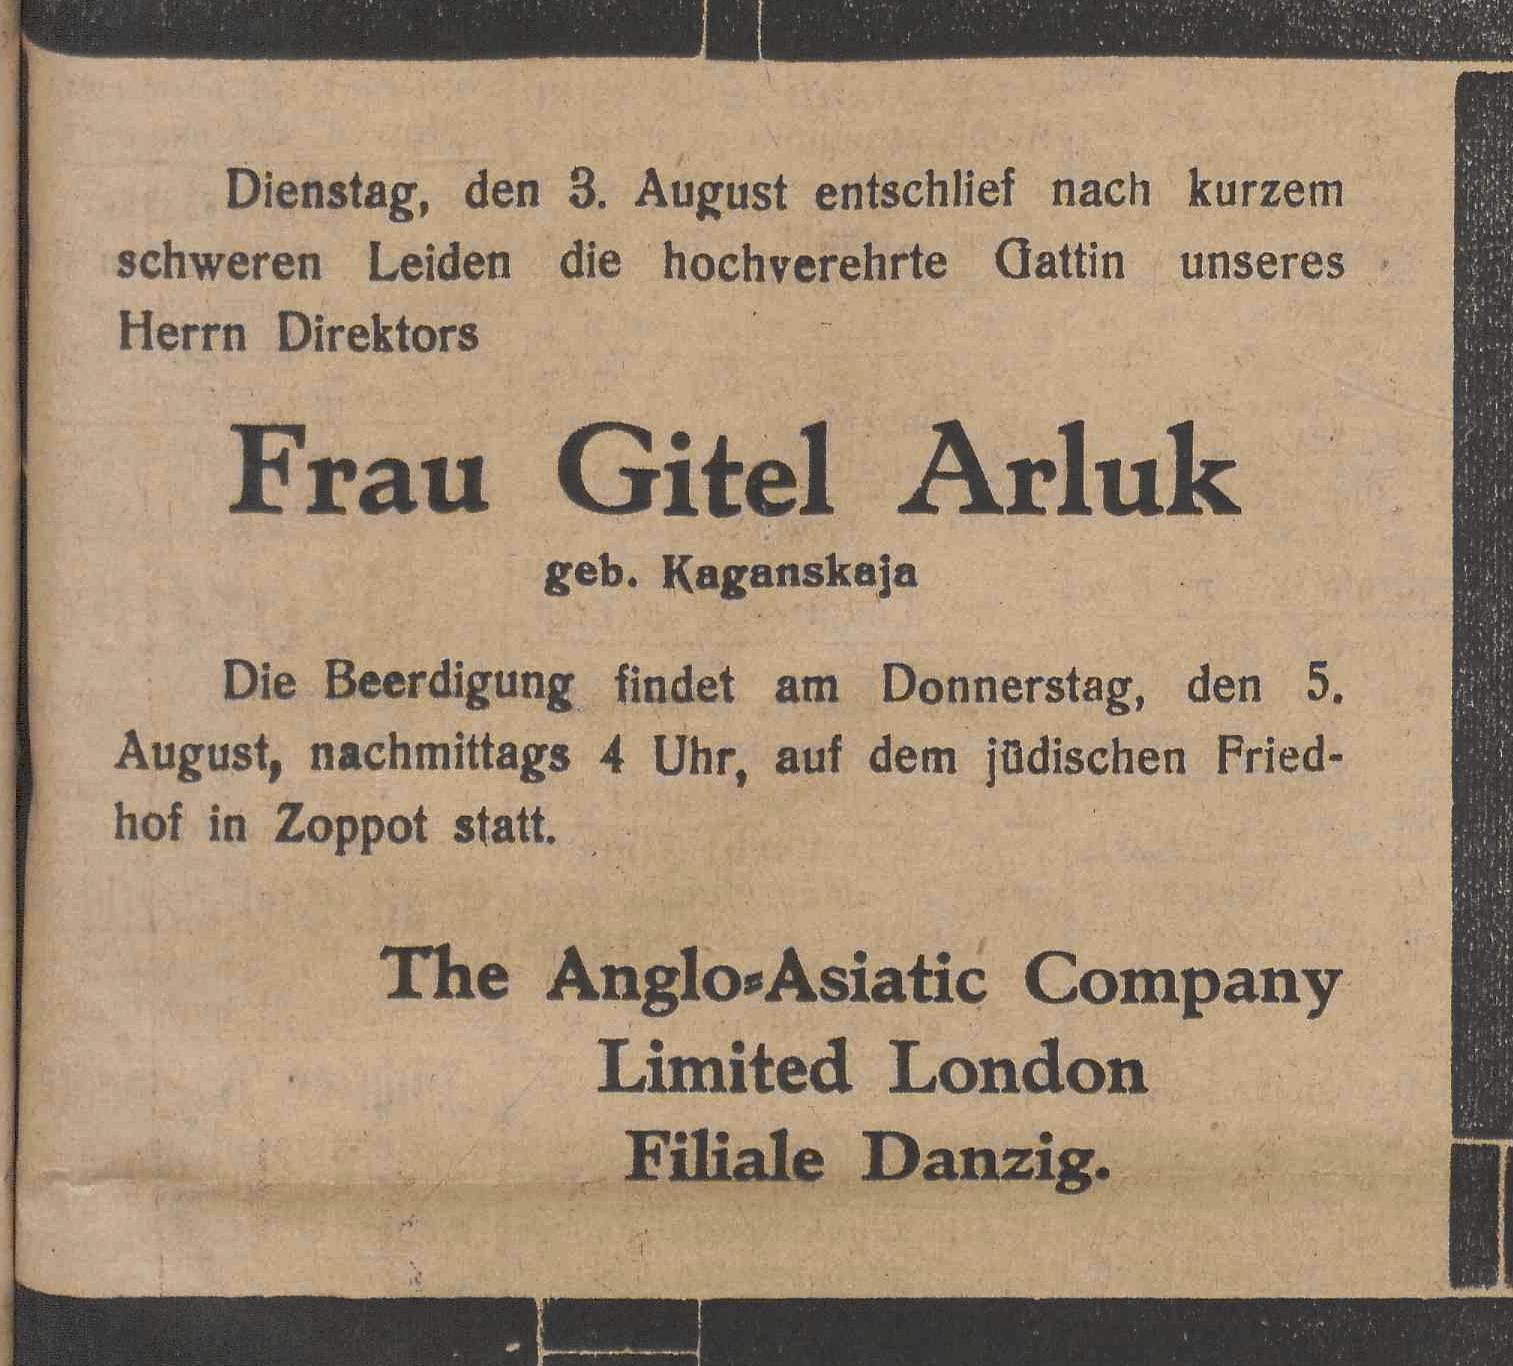 Dienstag, den 3. August entschlief nach kurzem
schweren Leiden die hochverehrte Gattin unseres
Herrn Direktors
Frau Gitel Arluk
geb. Kaganskaja
Die Beerdigung findet am Donnerstag, den 5.
August, nachmittags 4 Uhr, auf dem jüdischen Fried-
hof in Zoppot statt.
The Anglo-Asiatic Company
Limited London
Filiale Danzig.